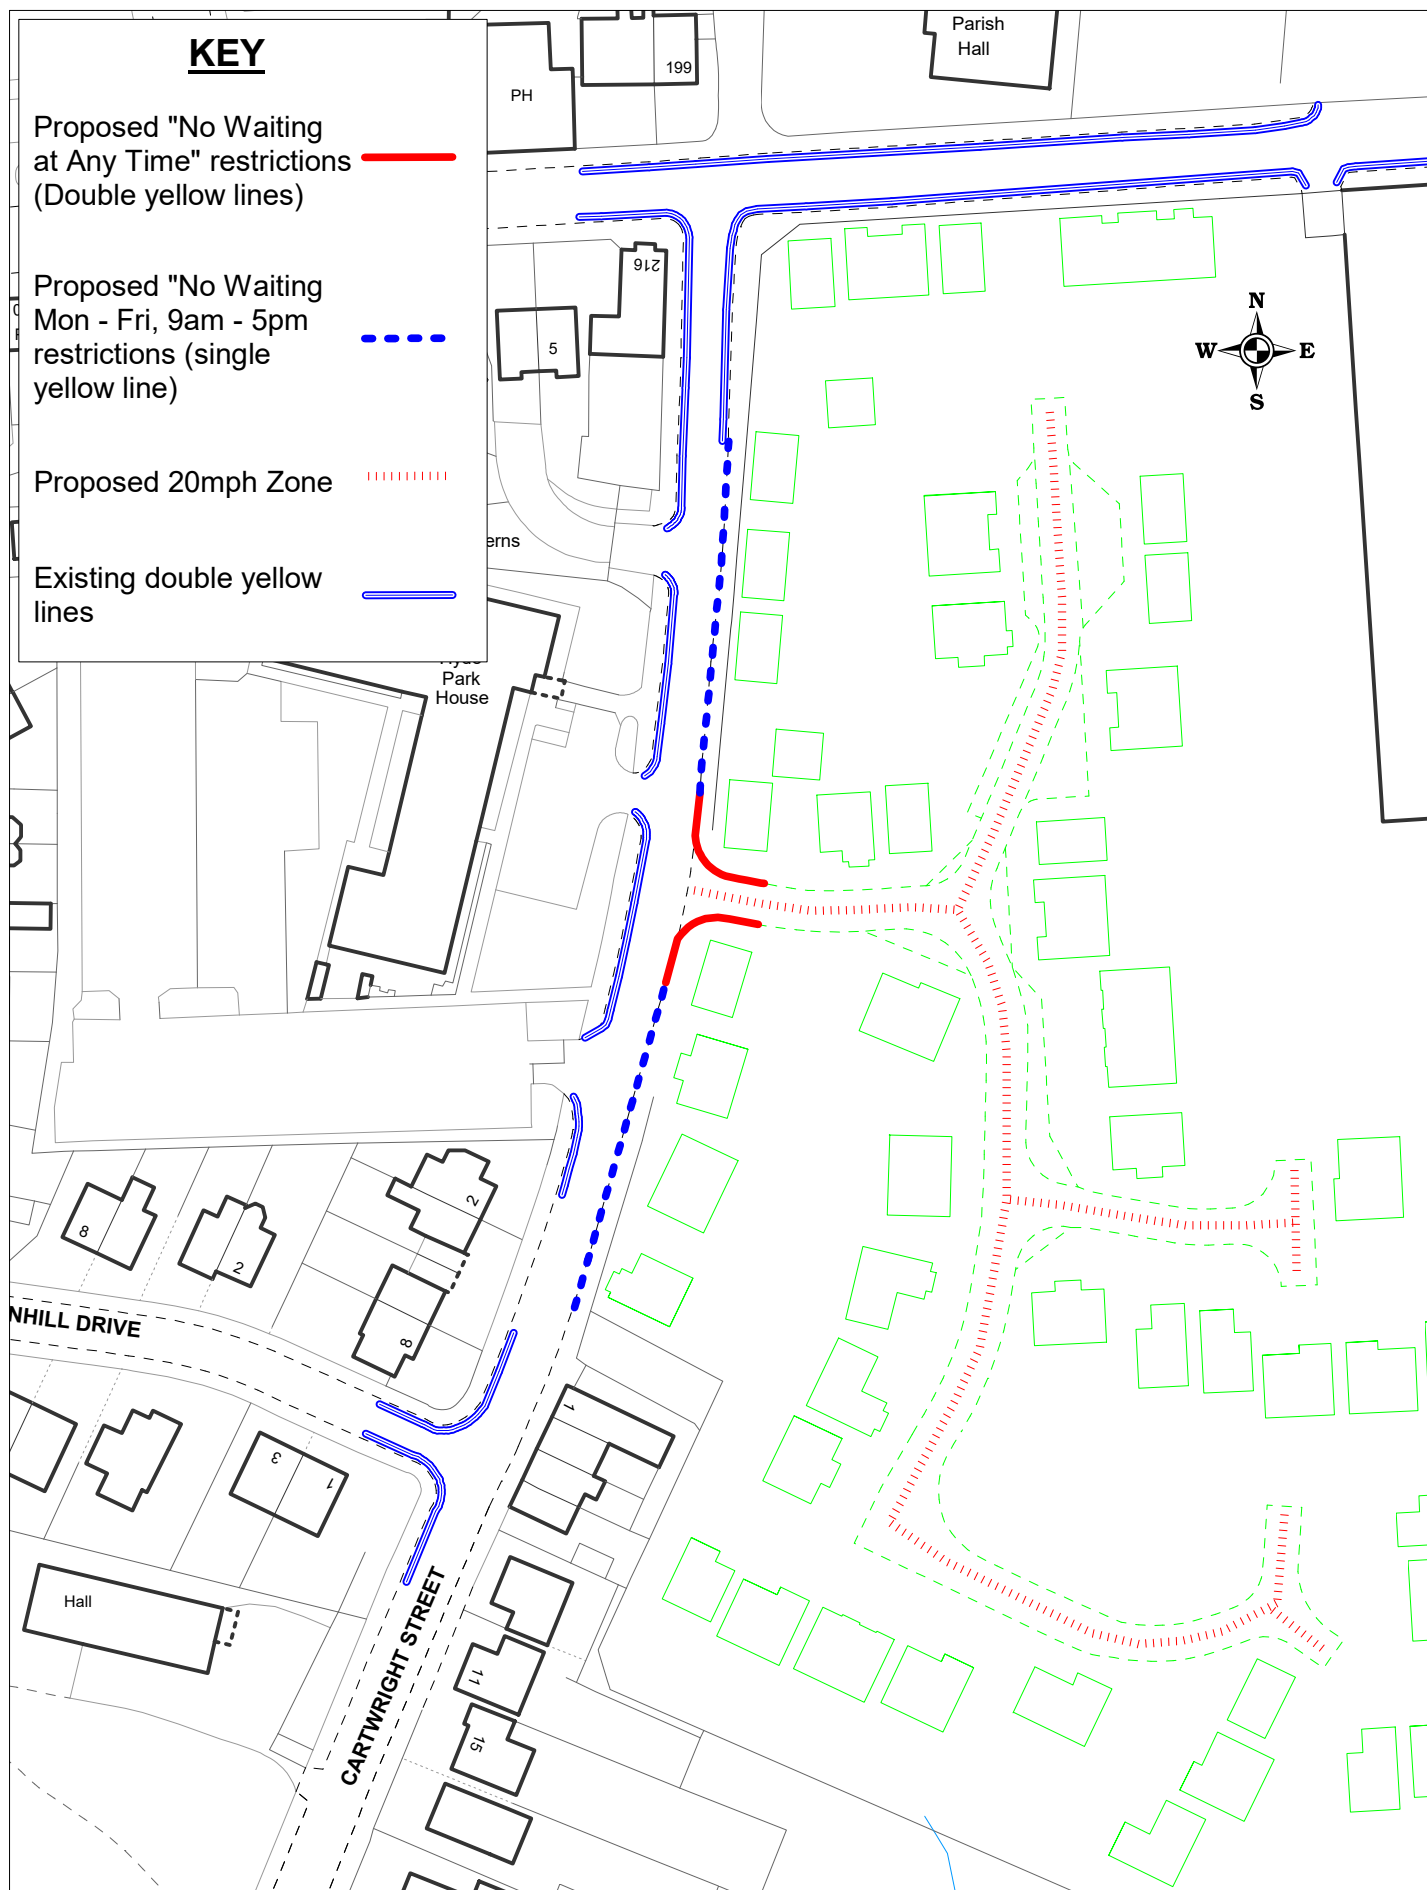 KEY
Proposed "No Waiting
at Any Time" restrictions
(Double yellow lines)
Proposed "No Waiting
Mon - Fri, 9am - 5pm
restrictions (single
yellow line)
Proposed 20mph Zone
Existing double yellow
lines
PH
199
Parish
Hall
216
5
N
W
E
S
erns
Park
House
2
8
2
8
NHILL DRIVE
1
3
1
Hall
CARTWRIGHT STREET
11
15